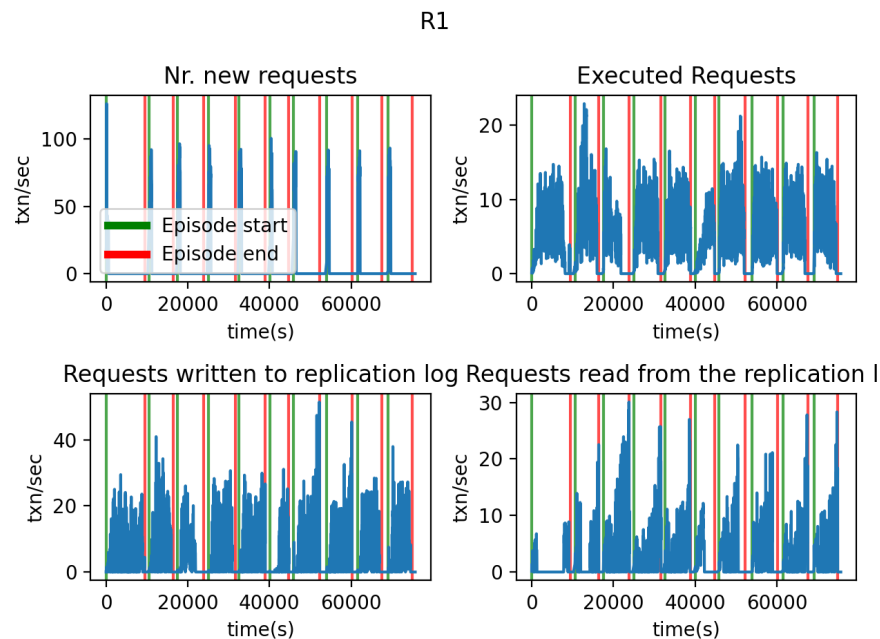 R1
Nr. new requests
txn/sec
100
50
0
Episode start
Episode end
0 20000 40000 60000
time(s)
Executed Requests
txn/sec
20
10
0
0 20000 40000 60000
time(s)
Requests written to replication log
txn/sec
40
20
0
0 20000 40000 60000
time(s)
Requests read from the replication l
txn/sec
30
20
10
0
0 20000 40000 60000
time(s)